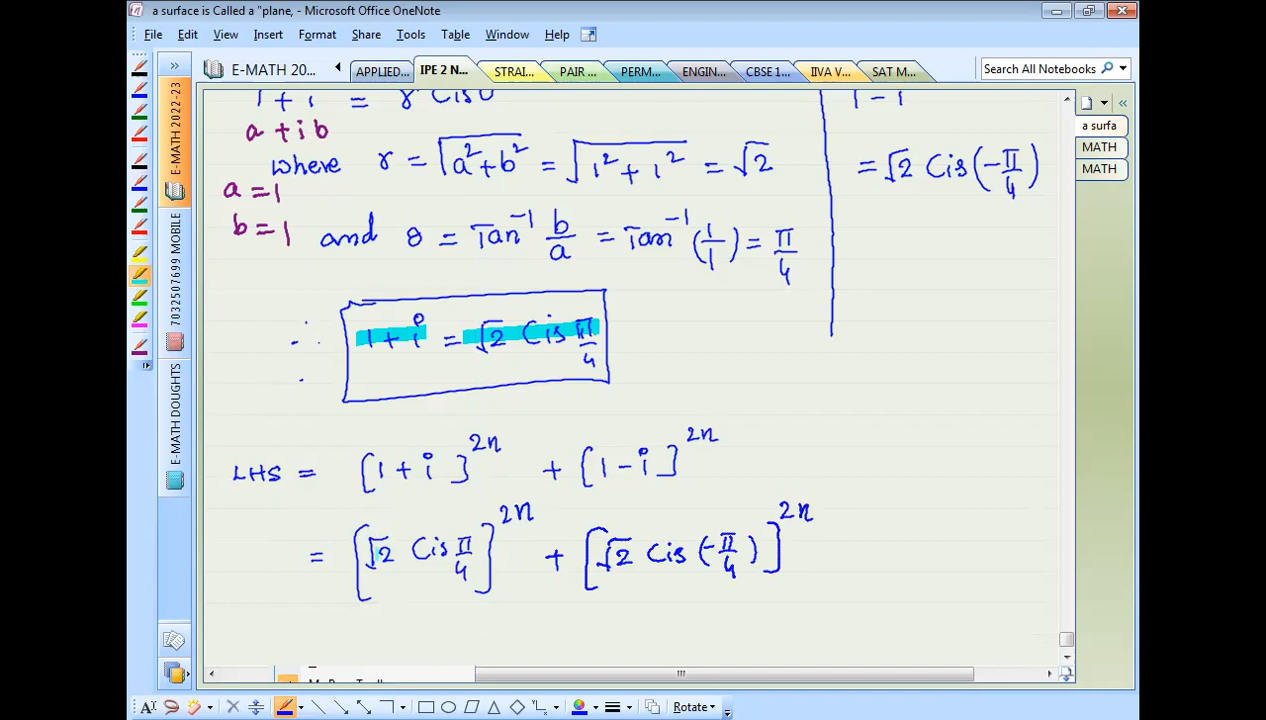 a surface is Called a "plane, - Microsoft Office OneNote
File Edit View Insert Format Share Tools Table Window Help
E-MATH 20... APPLIED... IPE 2 N... STRAI... PAIR ... PERM... ENGIN... CBSE 1... IIVA V... SAT M... Search All Notebooks
E-MATH 2022-23
7032507699 MOBILE
E-MATH DOUGHTS
a surfa
MATH
MATH
1 + i = r Cis θ
a + i b
where r = √(a² + b²) = √(1² + 1²) = √2
a = 1
b = 1 and θ = Tan⁻¹ b/a = Tan⁻¹ (1/1) = π/4
1 - i
= √2 Cis (-π/4)
∴ 1 + i = √2 Cis π/4
LHS = [1 + i]^2n + [1 - i]^2n
= [√2 Cis π/4]^2n + [√2 Cis (-π/4)]^2n
Rotate